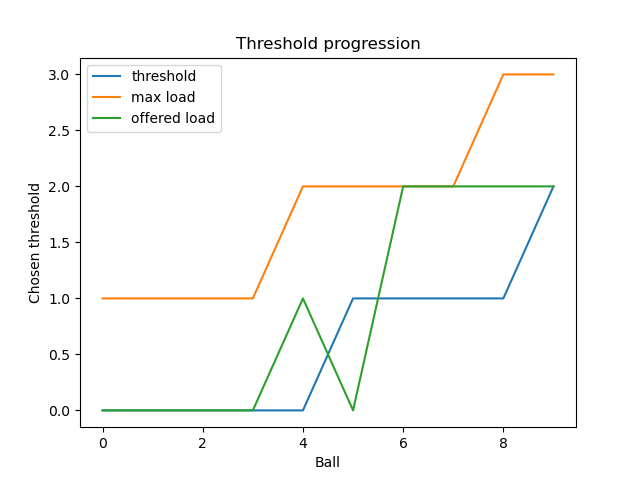 Threshold progression
threshold
max load
offered load
3.0
2.5
2.0
1.5
1.0
0.5
0.0
Chosen threshold
0 2 4 6 8
Ball